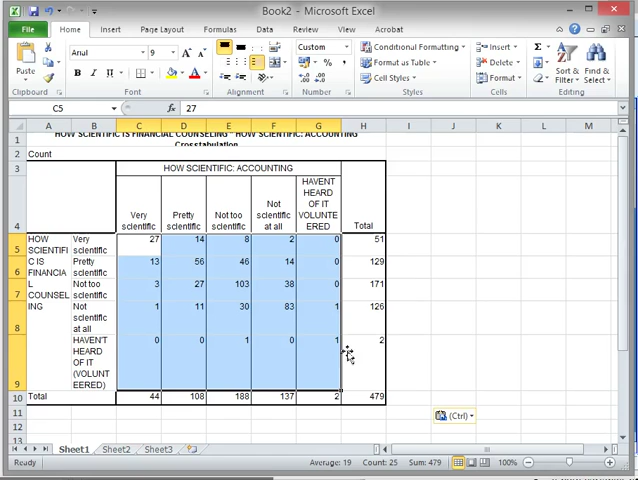 Book2 - Microsoft Excel
File Home Insert Page Layout Formulas Data Review View Acrobat
Paste
Arial 9
B I U
Custom
$ % ,
Conditional Formatting
Format as Table
Cell Styles
Insert
Delete
Format
Sort & Filter
Find & Select
Clipboard Font Alignment Number Styles Cells Editing
C5 fx 27
A B C D E F G H I J K L M
1 HOW SCIENTIFIC IS FINANCIAL COUNSELING * HOW SCIENTIFIC: ACCOUNTING
Crosstabulation
2 Count
3 HOW SCIENTIFIC: ACCOUNTING
4 Very scientific Pretty scientific Not too scientific Not scientific at all HAVENT HEARD OF IT VOLUNTEERED Total
5 HOW SCIENTIFIC IS FINANCIAL COUNSELING Very scientific 27 14 8 2 0 51
6 Pretty scientific 13 56 46 14 0 129
7 Not too scientific 3 27 103 38 0 171
8 Not scientific at all 1 11 30 83 1 126
9 HAVEN'T HEARD OF IT (VOLUNTEERED) 0 0 1 0 1 2
10 Total 44 108 188 137 2 479
11
12
13
(Ctrl)
Sheet1 Sheet2 Sheet3
Ready Average: 19 Count: 25 Sum: 479 100%